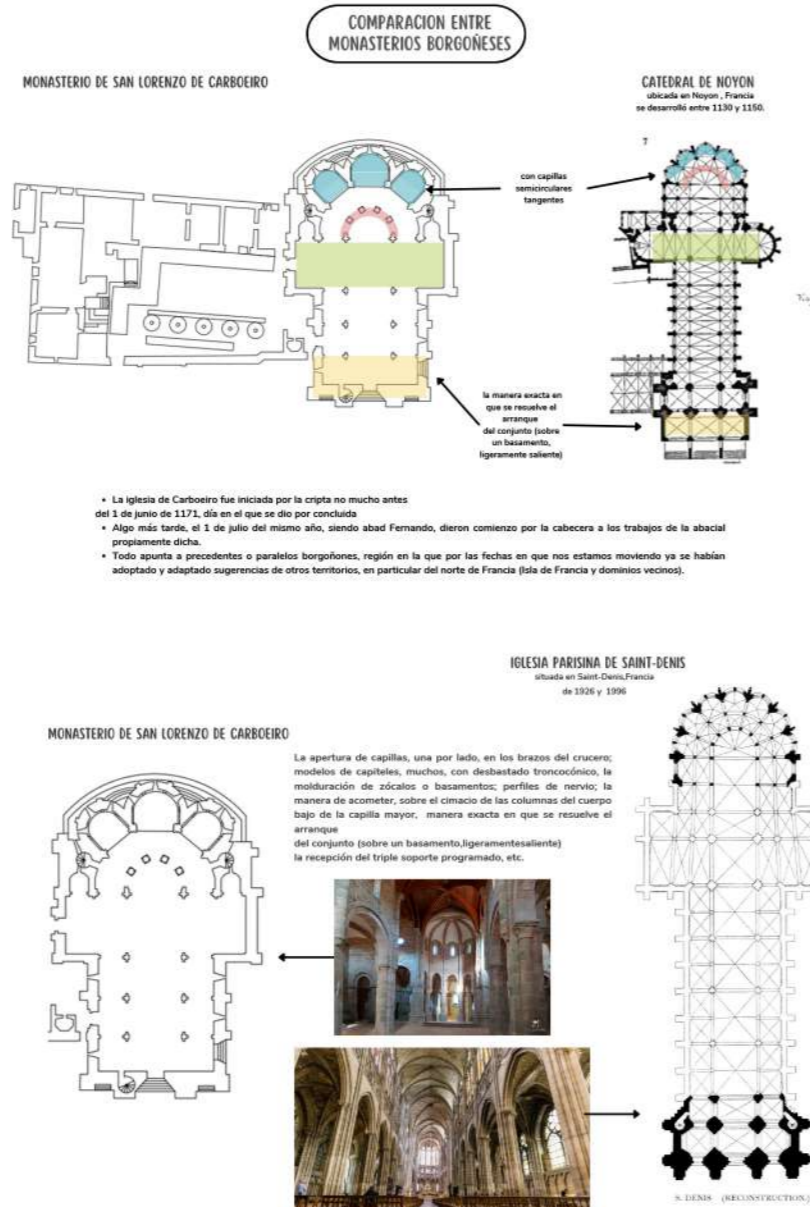 COMPARACION ENTRE
MONASTERIOS BORGOÑESES
MONASTERIO DE SAN LORENZO DE CARBOEIRO
CATEDRAL DE NOYON
ubicada en Noyon , Francia
se desarrolló entre 1130 y 1150.
con capillas
semicirculares
tangentes
la manera exacta en
que se resuelve el
arranque
del conjunto (sobre
un basamento,
ligeramente saliente)
• La iglesia de Carboeiro fue iniciada por la cripta no mucho antes
del 1 de junio de 1171, día en el que se dio por concluida
• Algo más tarde, el 1 de julio del mismo año, siendo abad Fernando, dieron comienzo por la cabecera a los trabajos de la abacial
propiamente dicha.
• Todo apunta a precedentes o paralelos borgoñones, región en la que por las fechas en que nos estamos moviendo ya se habían
adoptado y adaptado sugerencias de otros territorios, en particular del norte de Francia (Isla de Francia y dominios vecinos).
IGLESIA PARISINA DE SAINT-DENIS
situada en Saint-Denis,Francia
de 1926 y 1996
MONASTERIO DE SAN LORENZO DE CARBOEIRO
La apertura de capillas, una por lado, en los brazos del crucero;
modelos de capiteles, muchos, con desbastado troncocónico, la
molduración de zócalos o basamentos; perfiles de nervio; la
manera de acometer, sobre el cimacio de las columnas del cuerpo
bajo de la capilla mayor, manera exacta en que se resuelve el
arranque
del conjunto (sobre un basamento,ligeramentesaliente)
la recepción del triple soporte programado, etc.
S. DENIS (RECONSTRUCTION.)